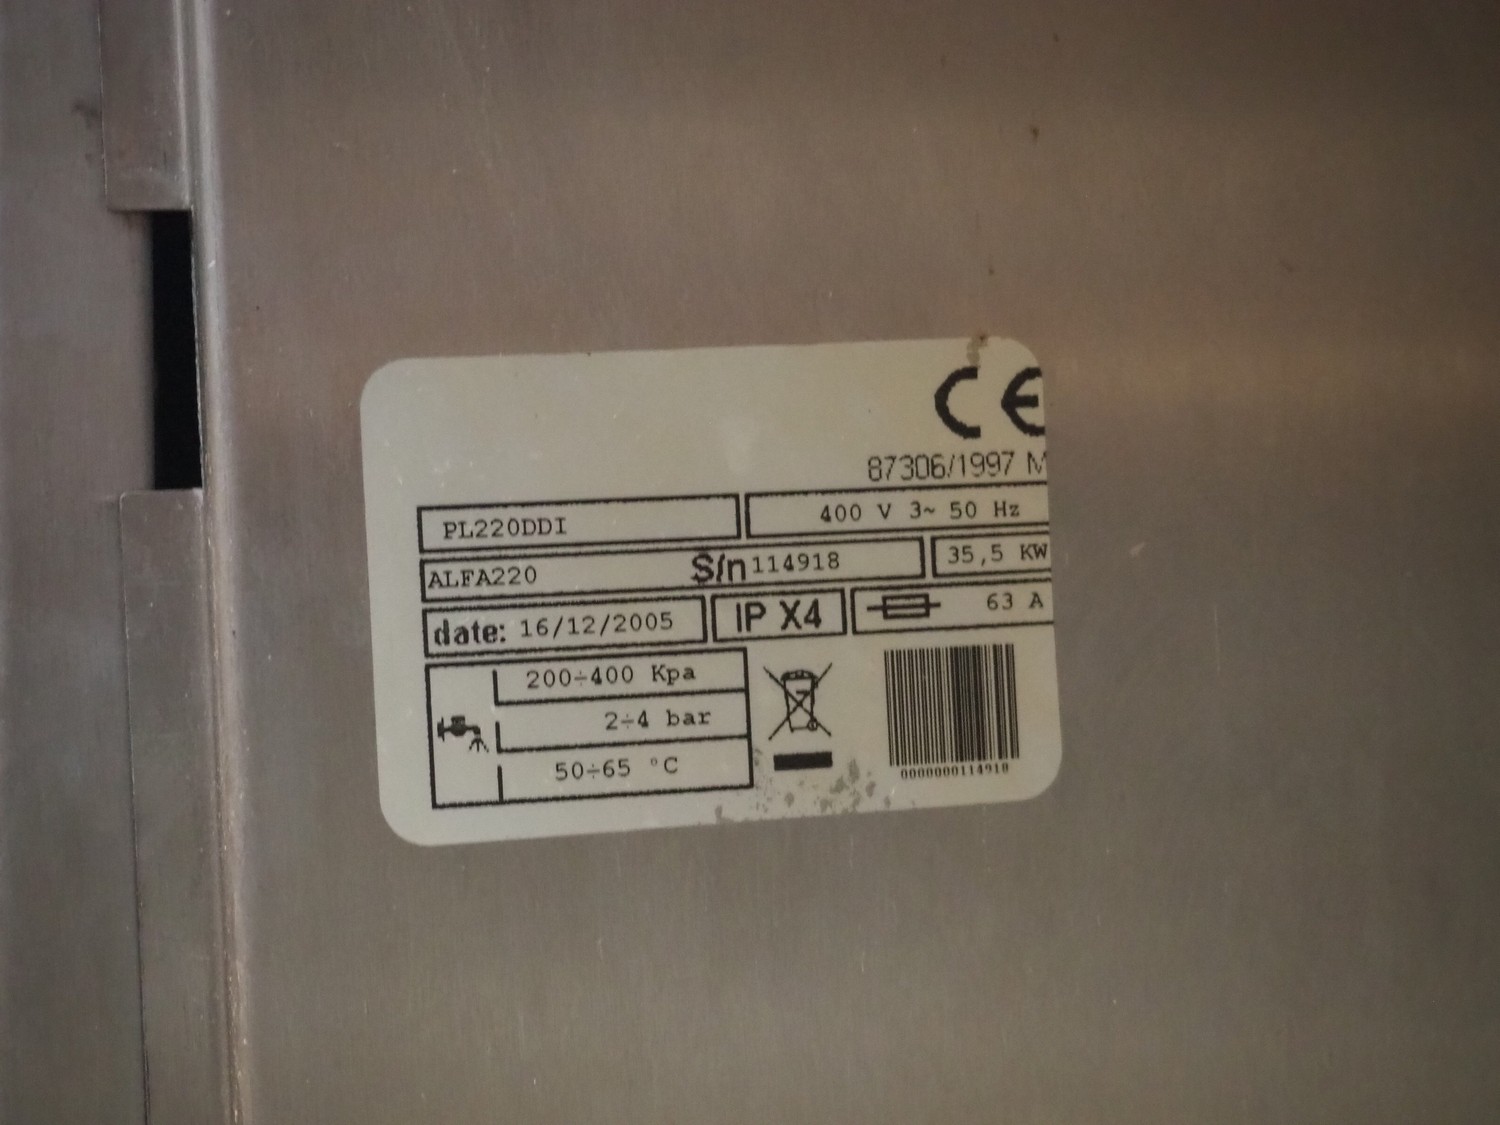 CE
87306/1997 M
PL220DDI 400 V 3~ 50 Hz
ALFA220 S/n 114918 35,5 KW
date: 16/12/2005 IP X4 63 A
200÷400 Kpa
2÷4 bar
50÷65 °C
0000000114918